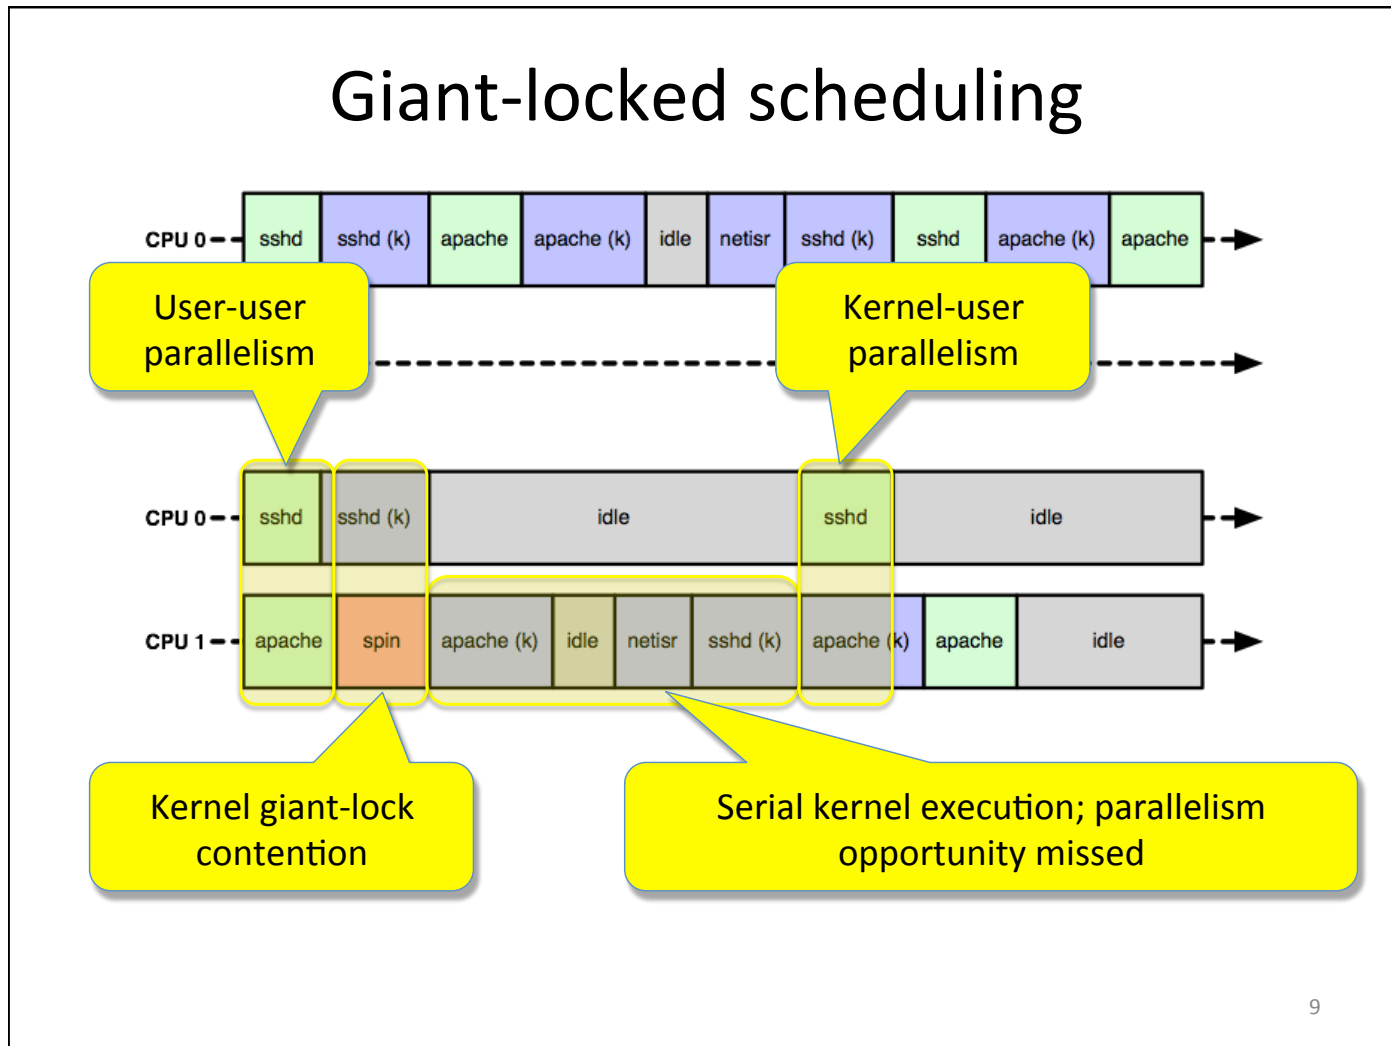 Giant-locked scheduling
CPU 0 sshd sshd (k) apache apache (k) idle netisr sshd (k) sshd apache (k) apache
User-user
parallelism
Kernel-user
parallelism
CPU 0 sshd sshd (k) idle sshd idle
CPU 1 apache spin apache (k) idle netisr sshd (k) apache (k) apache idle
Kernel giant-lock
contention
Serial kernel execution; parallelism
opportunity missed
9